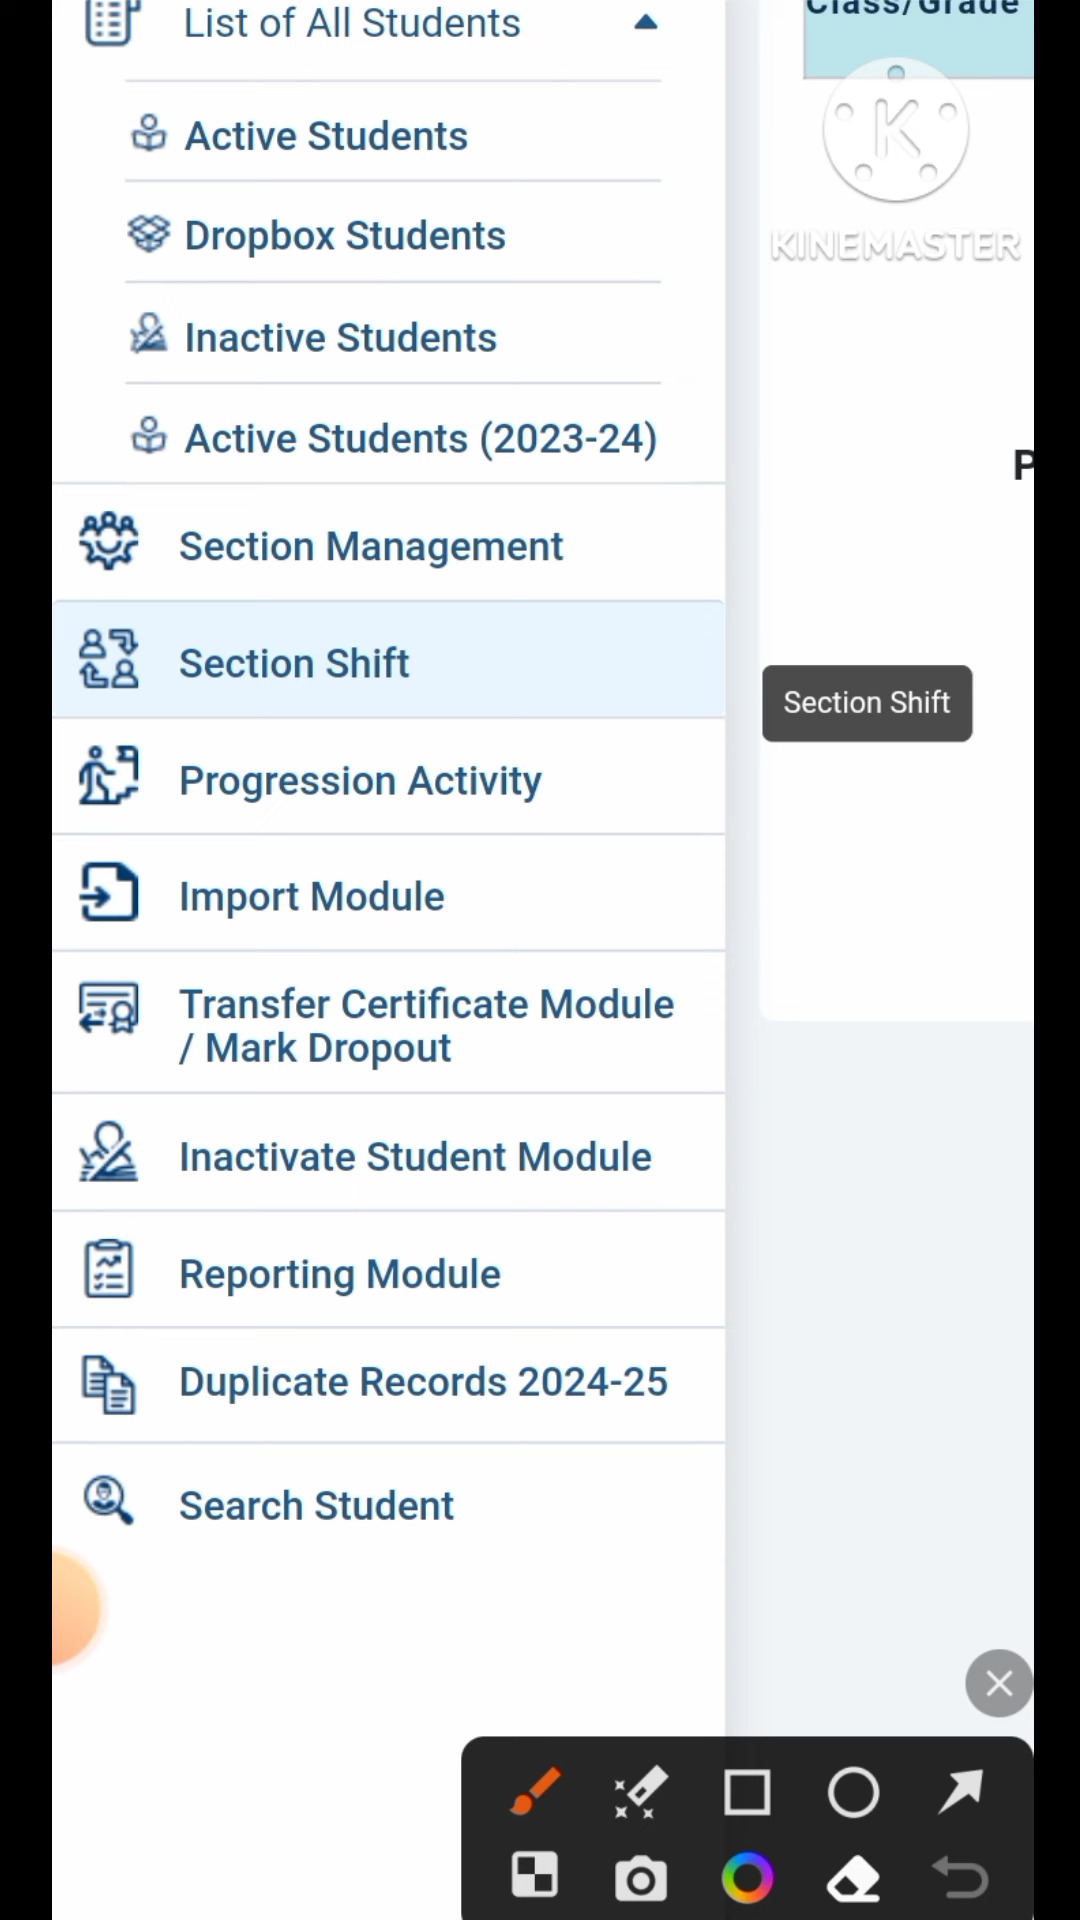 List of All Students
Class/Grade
Active Students
K
KINEMASTER
Dropbox Students
Inactive Students
Active Students (2023-24)
P
Section Management
Section Shift
Section Shift
Progression Activity
Import Module
Transfer Certificate Module
/ Mark Dropout
Inactivate Student Module
Reporting Module
Duplicate Records 2024-25
Search Student